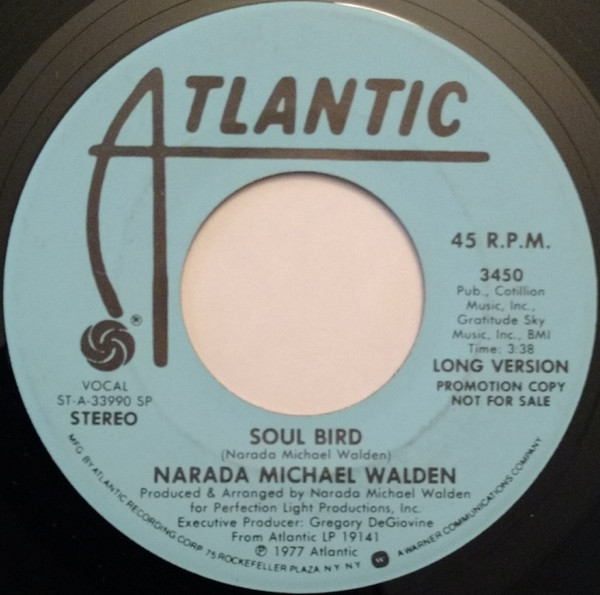 ATLANTIC
®
45 R.P.M.
3450
Pub., Cotillion
Music, Inc.,
Gratitude Sky
Music, Inc., BMI
Time: 3:38
LONG VERSION
PROMOTION COPY
NOT FOR SALE
VOCAL
ST-A-33990 SP
STEREO
SOUL BIRD
(Narada Michael Walden)
NARADA MICHAEL WALDEN
Produced & Arranged by Narada Michael Walden
for Perfection Light Productions, Inc.
Executive Producer: Gregory DeGiovine
From Atlantic LP 19141
℗ 1977 Atlantic
MFG. BY ATLANTIC RECORDING CORP. 75 ROCKEFELLER PLAZA N.Y. N.Y. W A WARNER COMMUNICATIONS COMPANY